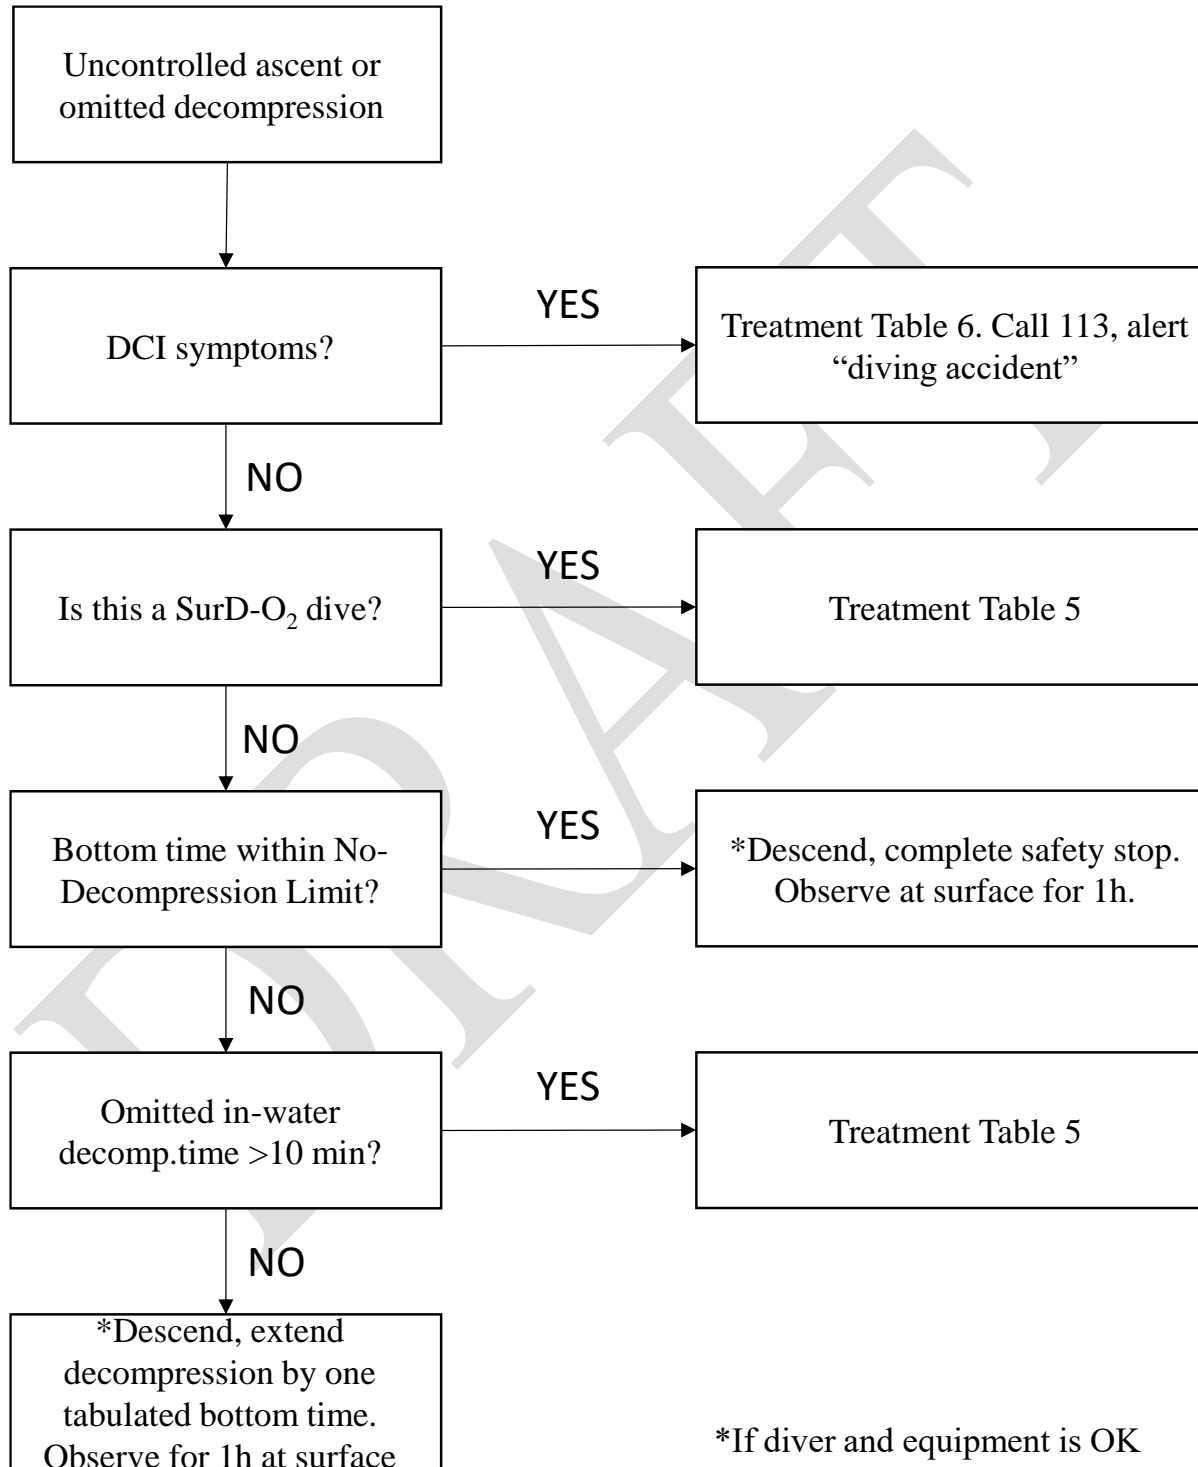 Uncontrolled ascent or
omitted decompression
DCI symptoms?
YES
Treatment Table 6. Call 113, alert
“diving accident”
NO
Is this a SurD-O₂ dive?
YES
Treatment Table 5
NO
Bottom time within No-
Decompression Limit?
YES
*Descend, complete safety stop.
Observe at surface for 1h.
NO
Omitted in-water
decomp.time >10 min?
YES
Treatment Table 5
NO
*Descend, extend
decompression by one
tabulated bottom time.
Observe for 1h at surface
*If diver and equipment is OK
DRAFT